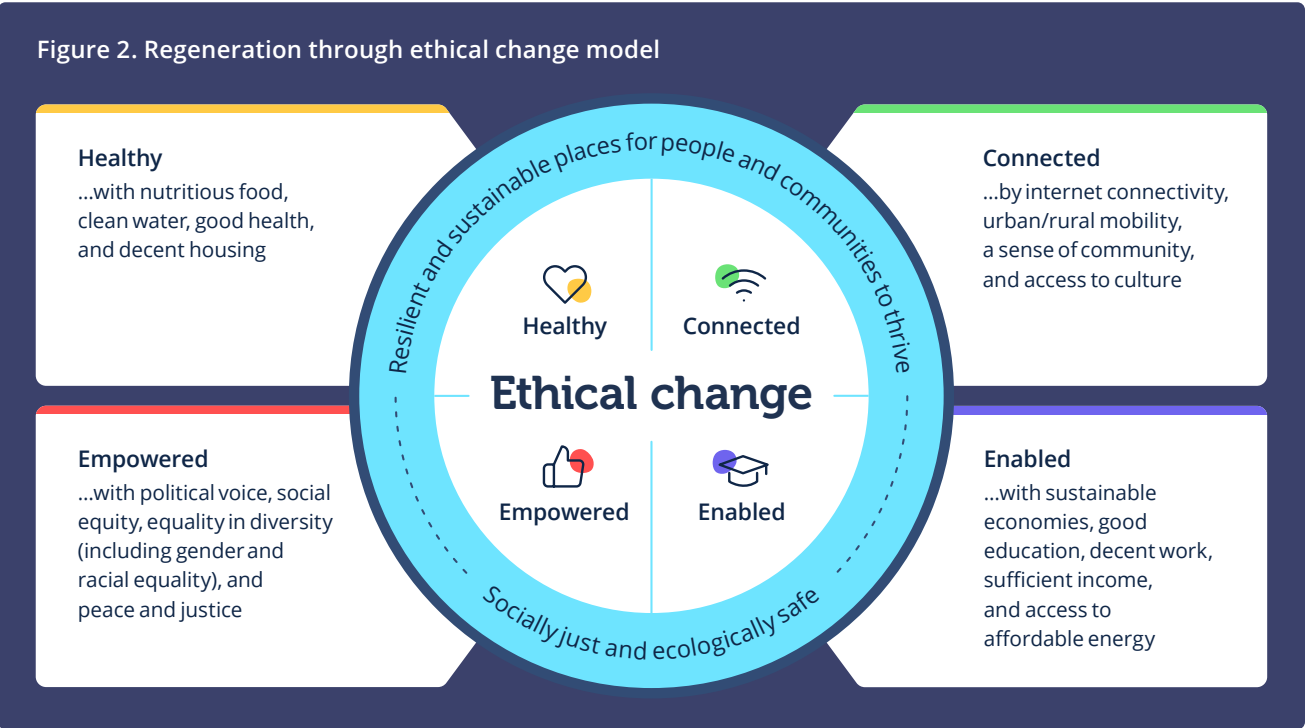 Figure 2. Regeneration through ethical change model
Healthy
...with nutritious food,
clean water, good health,
and decent housing
Connected
...by internet connectivity,
urban/rural mobility,
a sense of community,
and access to culture
Resilient and sustainable places for people and communities to thrive
Healthy
Connected
Ethical change
Empowered
Enabled
Socially just and ecologically safe
Empowered
...with political voice, social
equity, equality in diversity
(including gender and
racial equality), and
peace and justice
Enabled
...with sustainable
economies, good
education, decent work,
sufficient income,
and access to
affordable energy